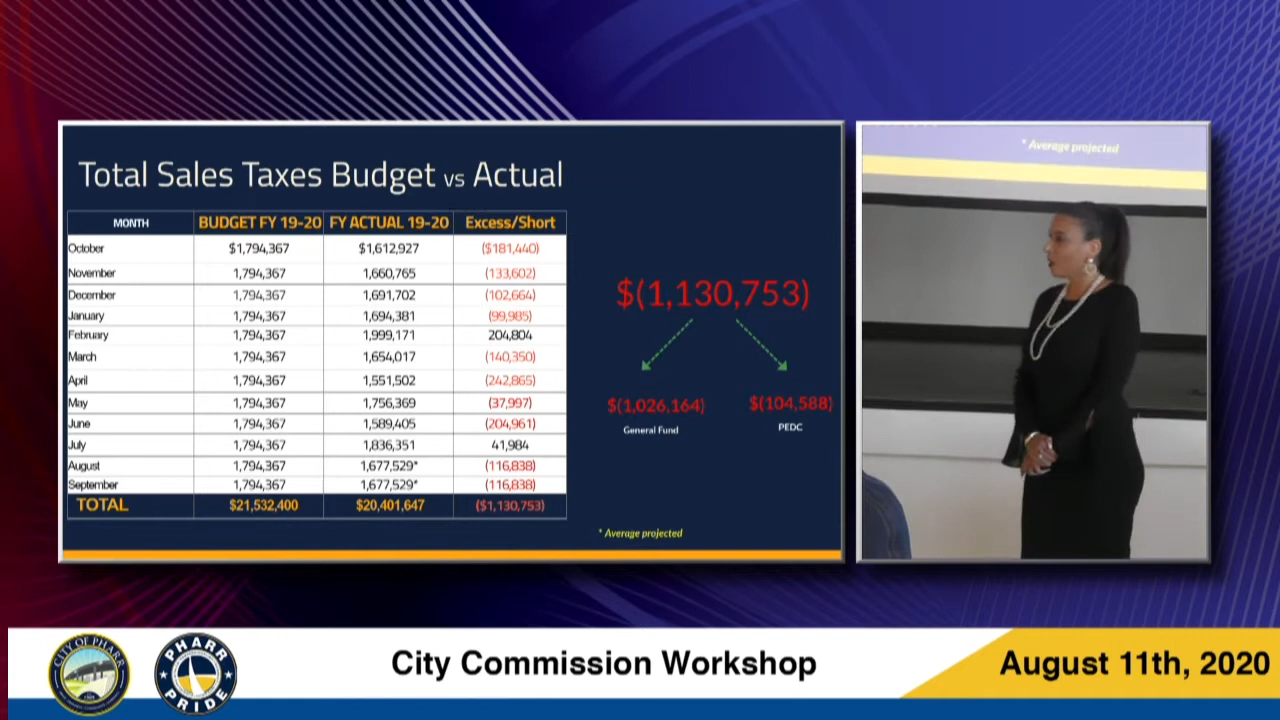 Total Sales Taxes Budget vs Actual
MONTH BUDGET FY 19-20 FY ACTUAL 19-20 Excess/Short
October $1,794,367 $1,612,927 ($181,440)
November 1,794,367 1,660,765 (133,602)
December 1,794,367 1,691,702 (102,664)
January 1,794,367 1,694,381 (99,985)
February 1,794,367 1,999,171 204,804
March 1,794,367 1,654,017 (140,350)
April 1,794,367 1,551,502 (242,865)
May 1,794,367 1,756,369 (37,997)
June 1,794,367 1,589,405 (204,961)
July 1,794,367 1,836,351 41,984
August 1,794,367 1,677,529* (116,838)
September 1,794,367 1,677,529* (116,838)
TOTAL $21,532,400 $20,401,647 ($1,130,753)
$(1,130,753)
$(1,026,164) $(104,588)
General Fund PEDC
* Average projected
* Average projected
CITY OF PHARR
PHARR
PRIDE
City Commission Workshop
August 11th, 2020